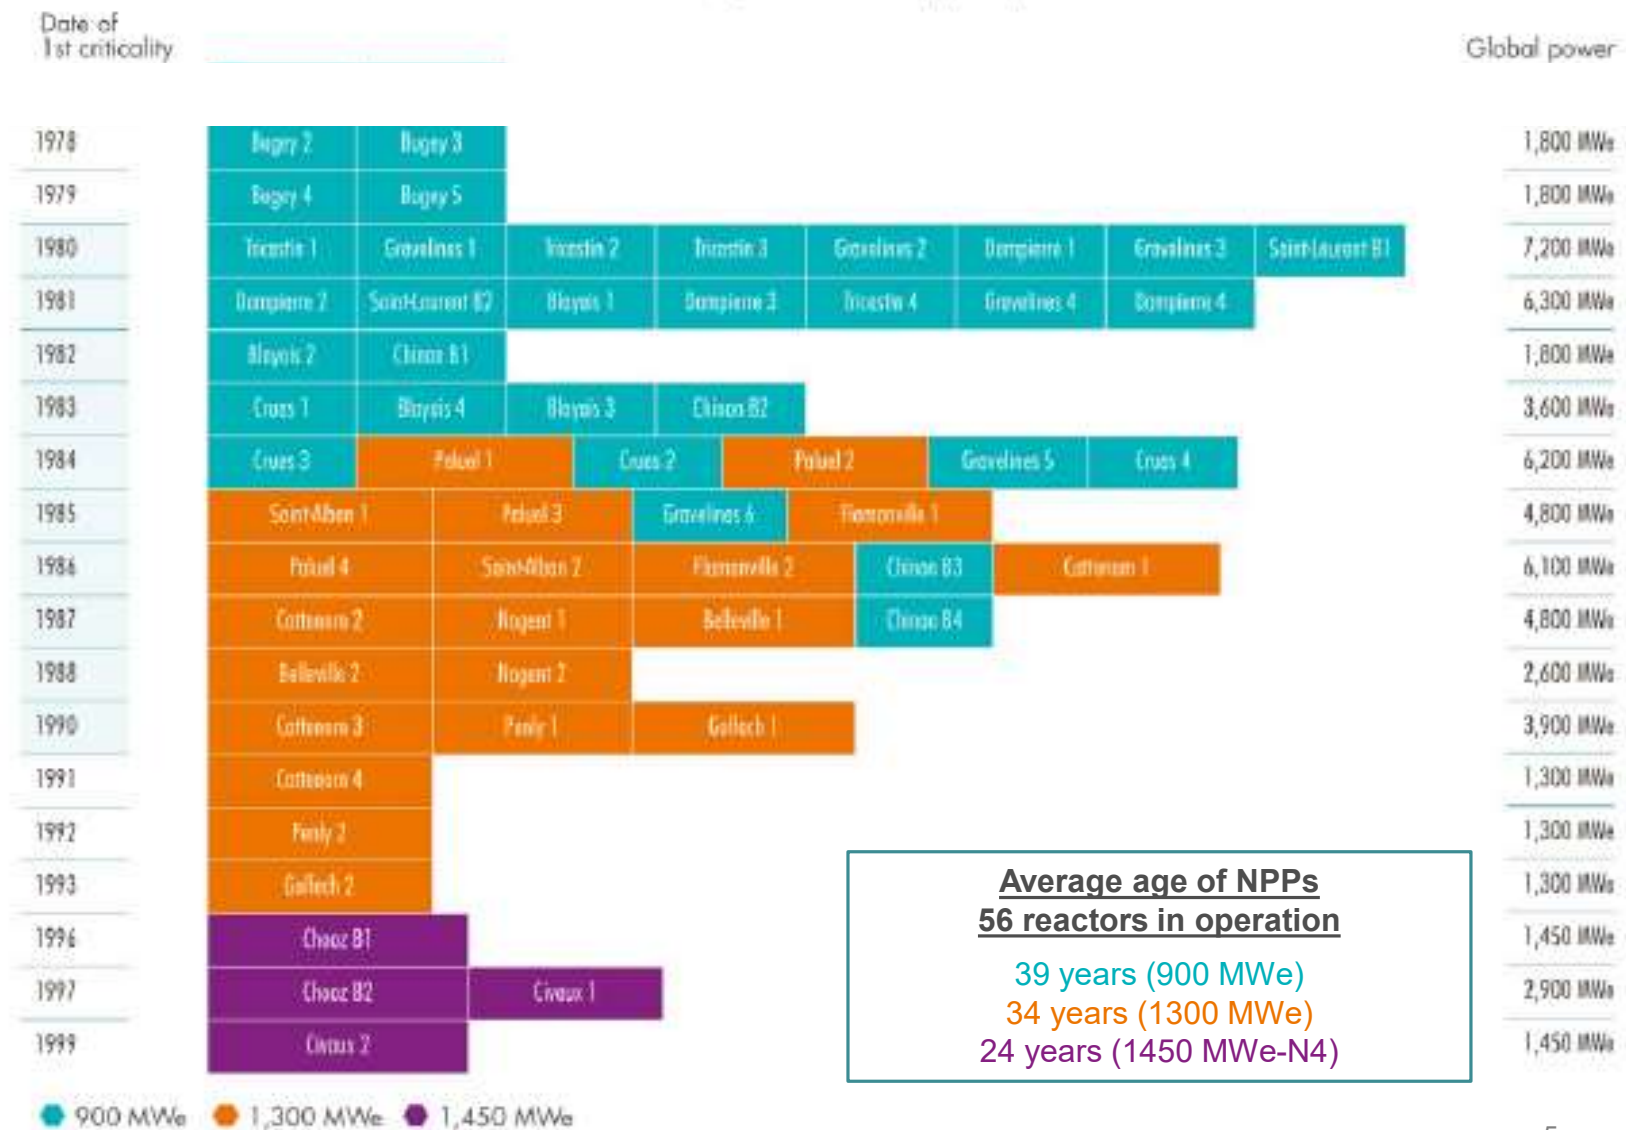 Date of
1st criticality
Global power
1978 Bugey 2 Bugey 3 1,800 MWe
1979 Bugey 4 Bugey 5 1,800 MWe
1980 Tricastin 1 Gravelines 1 Tricastin 2 Tricastin 3 Gravelines 2 Dampierre 1 Gravelines 3 Saint-Laurent B1 7,200 MWe
1981 Dampierre 2 Saint-Laurent B2 Blayais 1 Dampierre 3 Tricastin 4 Gravelines 4 Dampierre 4 6,300 MWe
1982 Blayais 2 Chinon B1 1,800 MWe
1983 Cruas 1 Blayais 4 Blayais 3 Chinon B2 3,600 MWe
1984 Cruas 3 Paluel 1 Cruas 2 Paluel 2 Gravelines 5 Cruas 4 6,200 MWe
1985 Saint-Alban 1 Paluel 3 Gravelines 6 Flamanville 1 4,800 MWe
1986 Paluel 4 Saint-Alban 2 Flamanville 2 Chinon B3 Cattenom 1 6,100 MWe
1987 Cattenom 2 Nogent 1 Belleville 1 Chinon B4 4,800 MWe
1988 Belleville 2 Nogent 2 2,600 MWe
1990 Cattenom 3 Penly 1 Golfech 1 3,900 MWe
1991 Cattenom 4 1,300 MWe
1992 Penly 2 1,300 MWe
1993 Golfech 2 1,300 MWe
1996 Chooz B1 1,450 MWe
1997 Chooz B2 Civaux 1 2,900 MWe
1999 Civaux 2 1,450 MWe
Average age of NPPs
56 reactors in operation
39 years (900 MWe)
34 years (1300 MWe)
24 years (1450 MWe-N4)
900 MWe 1,300 MWe 1,450 MWe